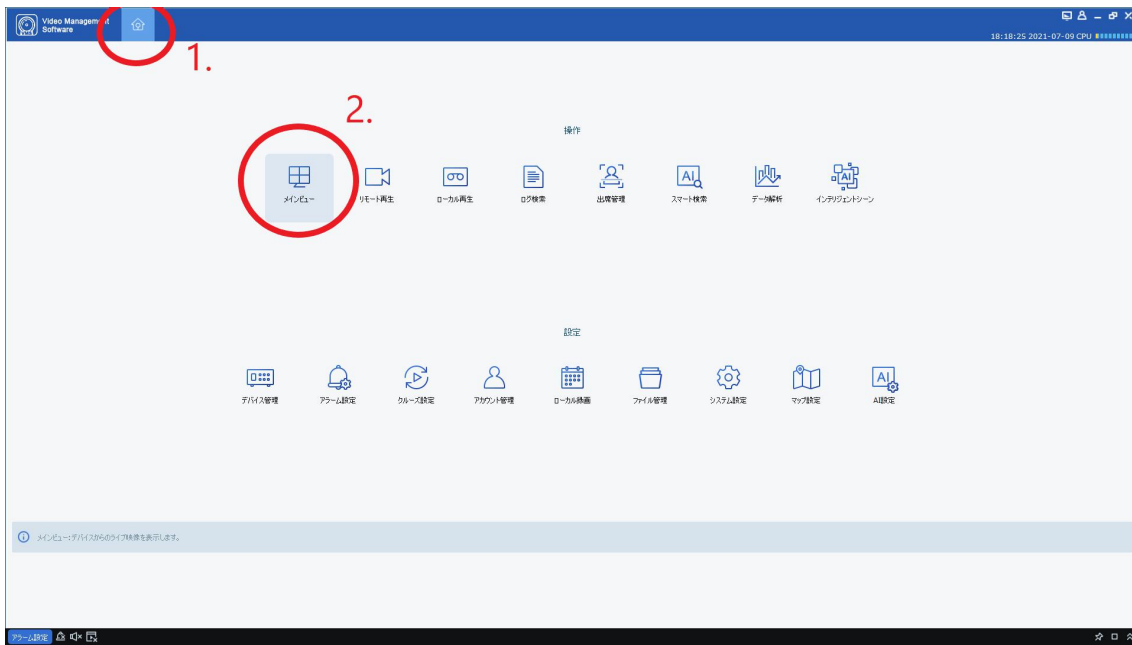 Video Management
Software
18:18:25 2021-07-09 CPU
1.
2.
操作
メインビュー
リモート再生
ローカル再生
ログ検索
出席管理
スマート検索
データ解析
インテリジェントシーン
設定
デバイス管理
アラーム設定
クルーズ設定
アカウント管理
ローカル録画
ファイル管理
システム設定
マップ設定
AI設定
メインビュー:デバイスからのライブ映像を表示します。
アラーム設定